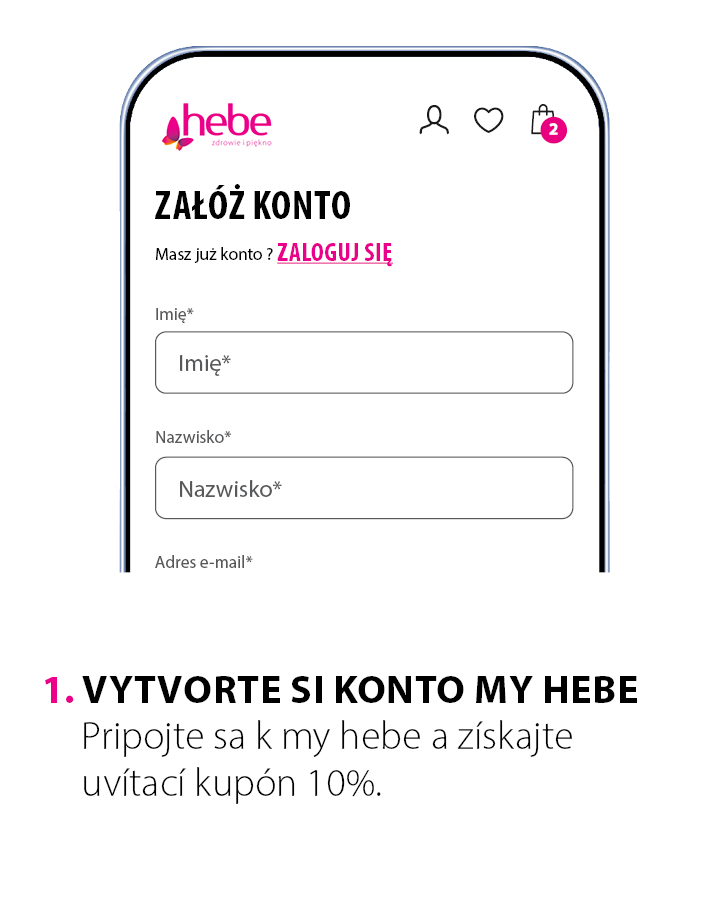 hebe
zdrowie i piękno
2
ZAŁÓŻ KONTO
Masz już konto ? ZALOGUJ SIĘ
Imię*
Imię*
Nazwisko*
Nazwisko*
Adres e-mail*
1. VYTVORTE SI KONTO MY HEBE
Pripojte sa k my hebe a získajte
uvítací kupón 10%.